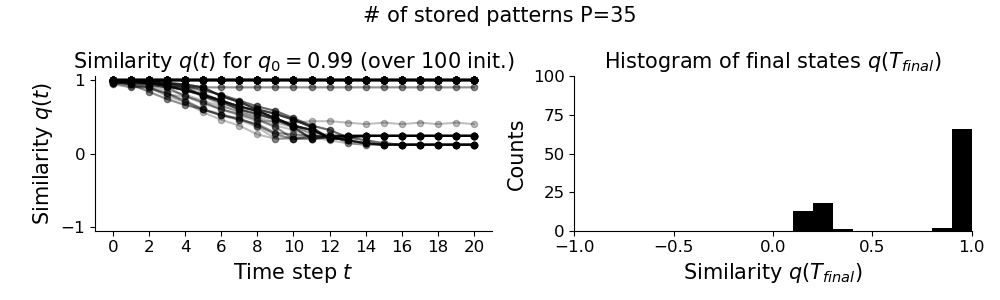 # of stored patterns P=35
Similarity q(t) for q₀ = 0.99 (over 100 init.)
1
0
−1
Similarity q(t)
0 2 4 6 8 10 12 14 16 18 20
Time step t
Histogram of final states q(T_final)
100
75
50
25
0
Counts
−1.0 −0.5 0.0 0.5 1.0
Similarity q(T_final)